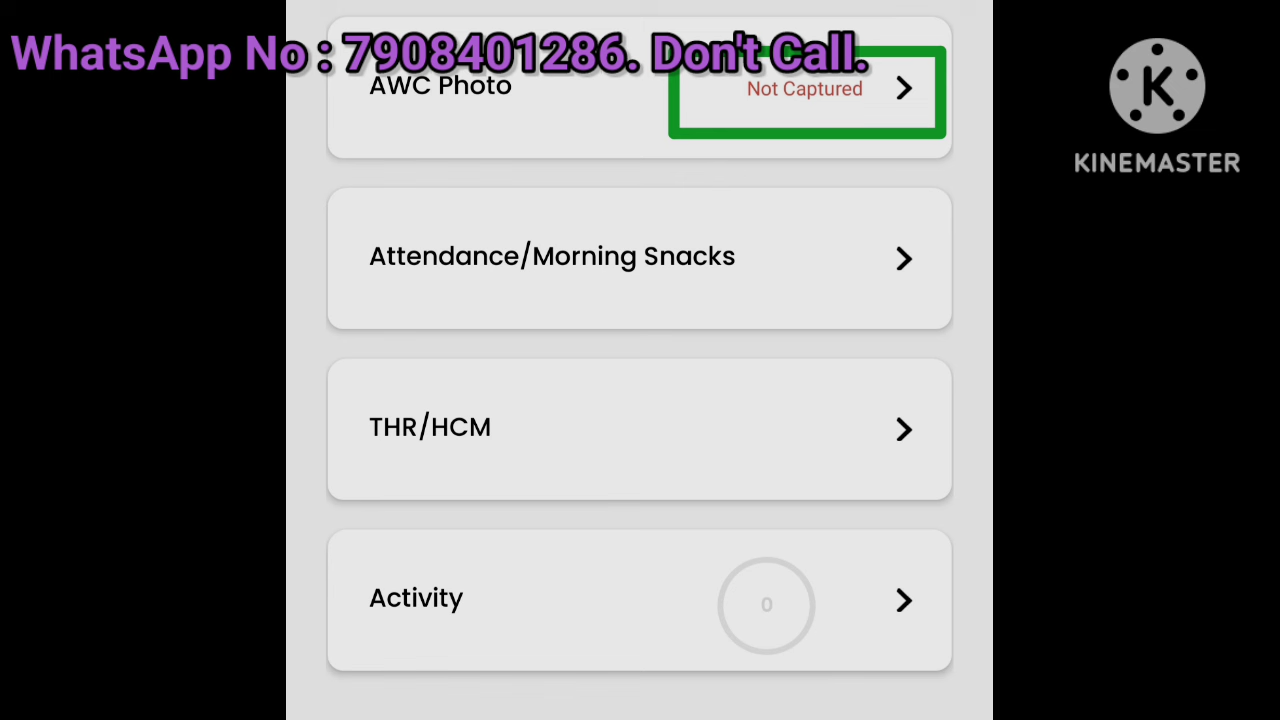 WhatsApp No : 7908401286. Don't Call.
AWC Photo
Not Captured
K
KINEMASTER
Attendance/Morning Snacks
THR/HCM
Activity
0